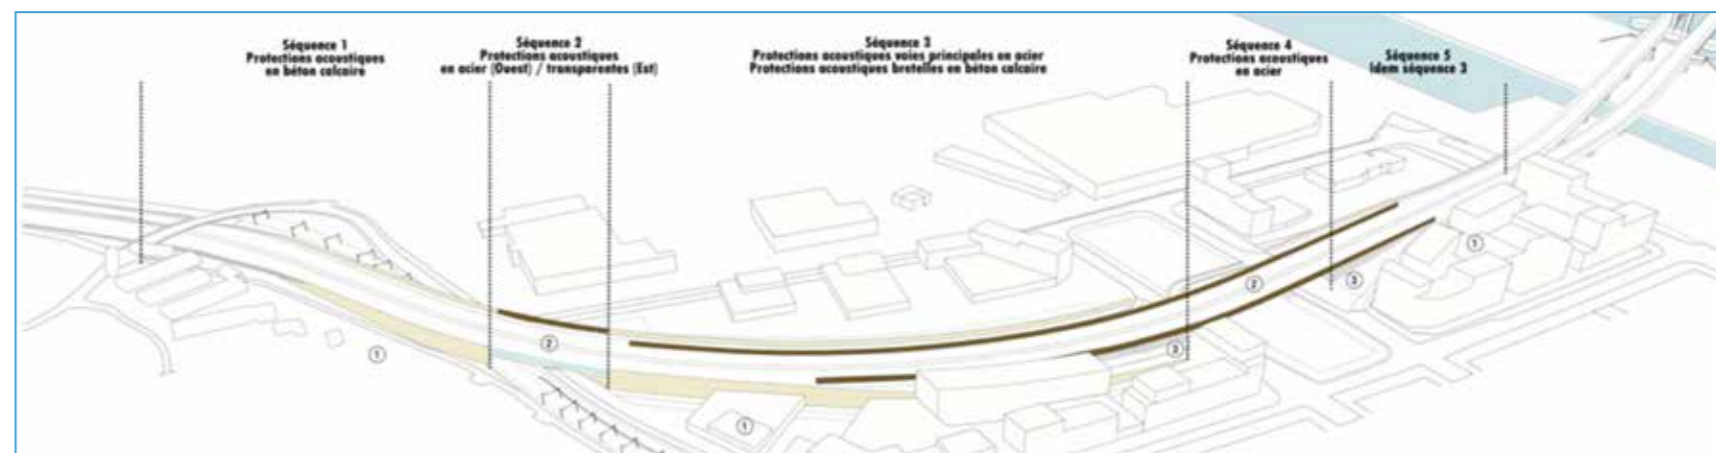 Séquence 1
Protections acoustiques
en béton calcaire
Séquence 2
Protections acoustiques
en acier (Ouest) / transparentes (Est)
Séquence 3
Protections acoustiques voies principales en acier
Protections acoustiques bretelles en béton calcaire
Séquence 4
Protections acoustiques
en acier
Séquence 5
Idem séquence 3
1
2
3
1
2
3
1